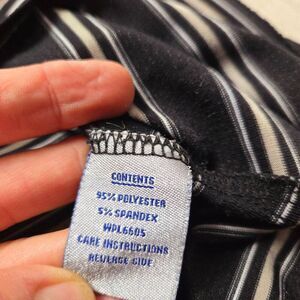 CONTENTS
95% POLYESTER
5% SPANDEX
WPL6605
CARE INSTRUCTIONS
REVERSE SIDE